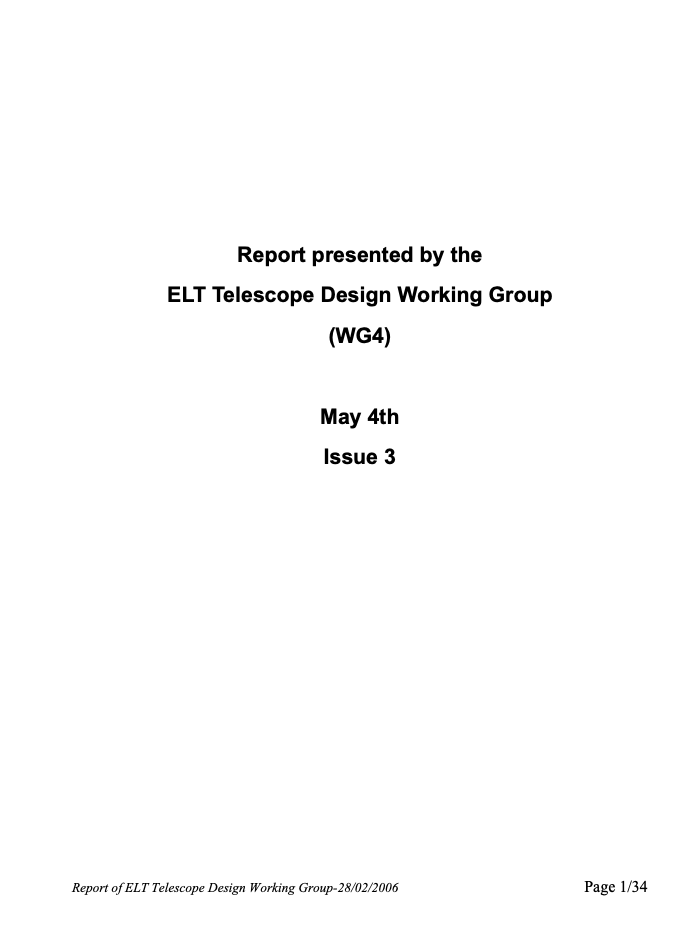 Report presented by the
ELT Telescope Design Working Group
(WG4)
May 4th
Issue 3
Report of ELT Telescope Design Working Group-28/02/2006 Page 1/34